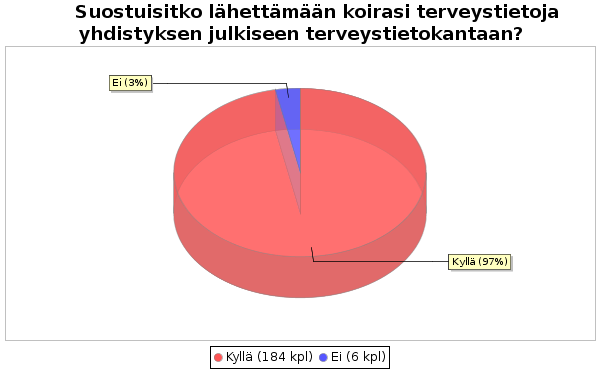 Suostuisitko lähettämään koirasi terveystietoja
yhdistyksen julkiseen terveystietokantaan?
Ei (3%)
Kyllä (97%)
Kyllä (184 kpl) Ei (6 kpl)